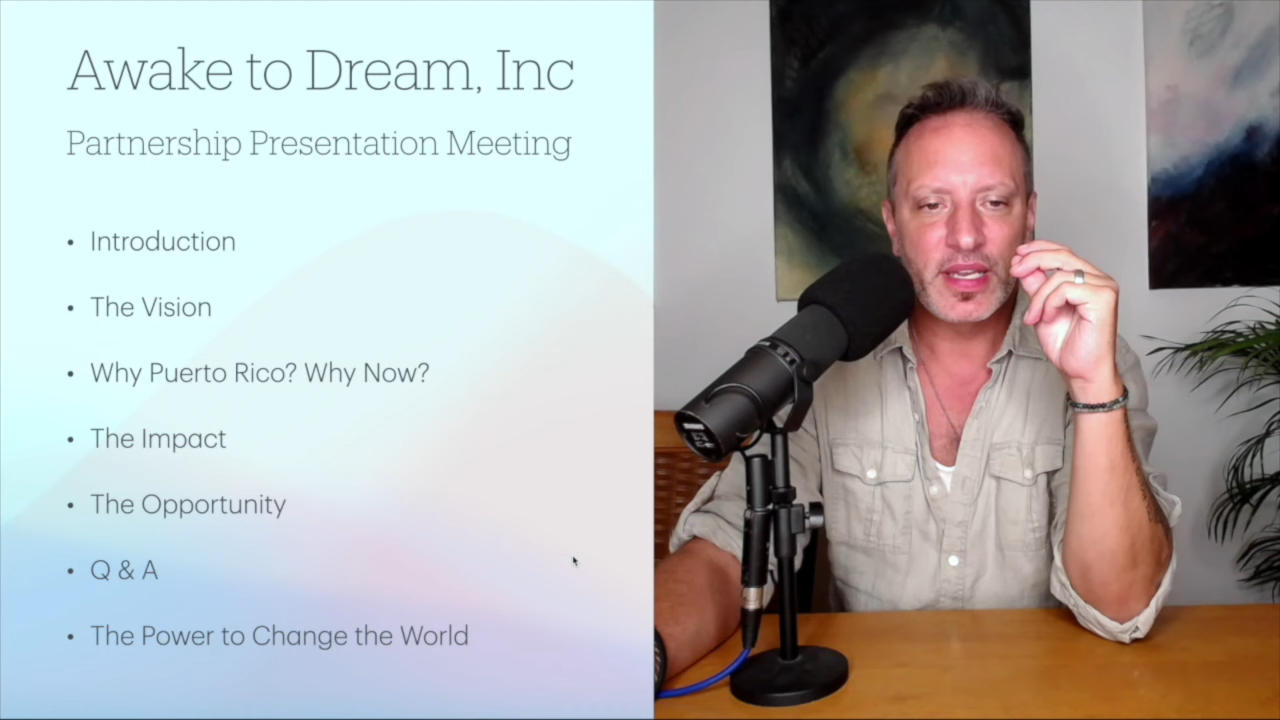 Awake to Dream, Inc
Partnership Presentation Meeting
• Introduction
• The Vision
• Why Puerto Rico? Why Now?
• The Impact
• The Opportunity
• Q & A
• The Power to Change the World